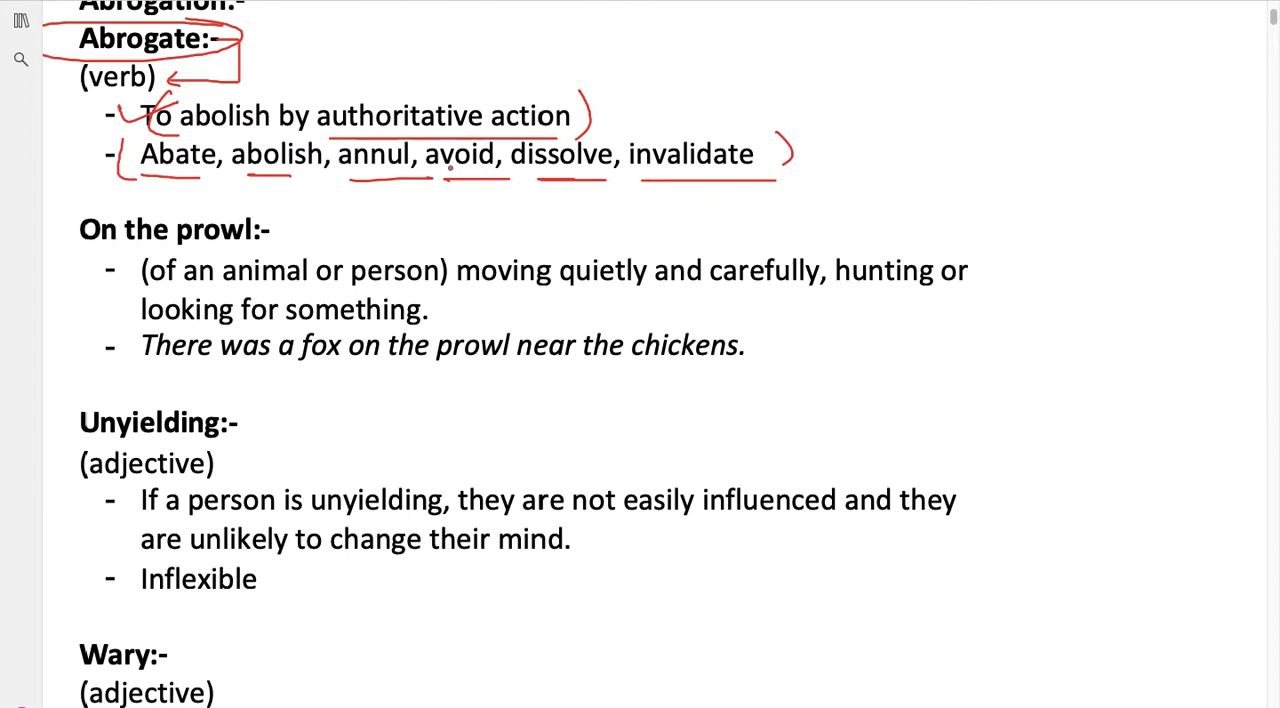 Abrogation:-
Abrogate:-
(verb)
- To abolish by authoritative action
- Abate, abolish, annul, avoid, dissolve, invalidate
On the prowl:-
- (of an animal or person) moving quietly and carefully, hunting or
looking for something.
- There was a fox on the prowl near the chickens.
Unyielding:-
(adjective)
- If a person is unyielding, they are not easily influenced and they
are unlikely to change their mind.
- Inflexible
Wary:-
(adjective)